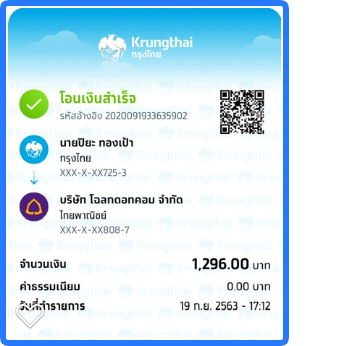 Krungthai
กรุงไทย
โอนเงินสำเร็จ
รหัสอ้างอิง 2020091933635902
นายปิยะ ทองเป้า
กรุงไทย
XXX-X-XX725-3
บริษัท โฉลกดอทคอม จำกัด
ไทยพาณิชย์
XXX-X-XX808-7
จำนวนเงิน 1,296.00 บาท
ค่าธรรมเนียม 0.00 บาท
วันที่ทำรายการ 19 ก.ย. 2563 - 17:12